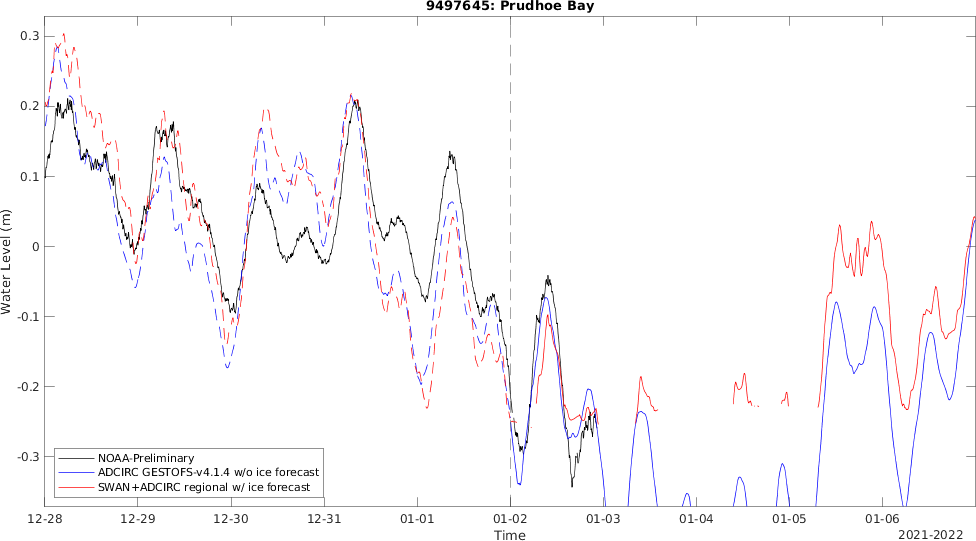 9497645: Prudhoe Bay
0.3
0.2
0.1
0
-0.1
-0.2
-0.3
Water Level (m)
NOAA-Preliminary
ADCIRC GESTOFS-v4.1.4 w/o ice forecast
SWAN+ADCIRC regional w/ ice forecast
12-28 12-29 12-30 12-31 01-01 01-02 01-03 01-04 01-05 01-06
Time
2021-2022